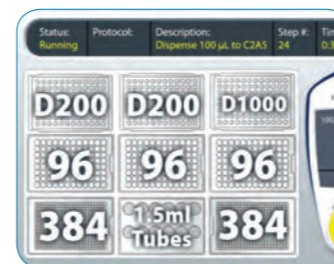 Status: Protocol: Description: Step #:
Running Dispense 100 µL to C2A5 24
D200 D200 D1000
96 96 96
384 1.5ml Tubes 384